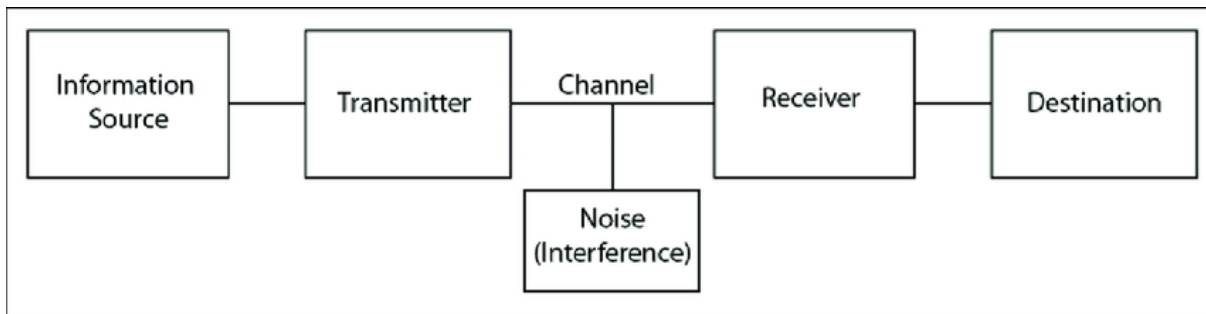 Information
Source
Transmitter
Channel
Receiver
Destination
Noise
(Interference)